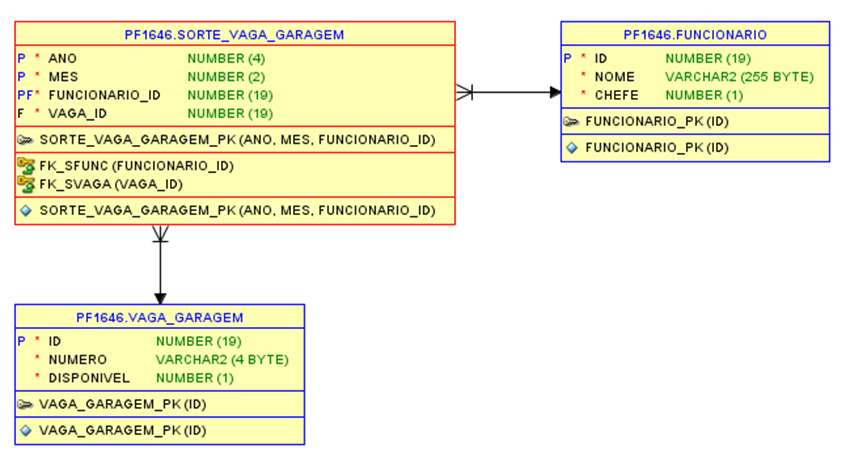 PF1646.SORTE_VAGA_GARAGEM
P * ANO NUMBER (4)
P * MES NUMBER (2)
PF* FUNCIONARIO_ID NUMBER (19)
F * VAGA_ID NUMBER (19)
SORTE_VAGA_GARAGEM_PK (ANO, MES, FUNCIONARIO_ID)
FK_SFUNC (FUNCIONARIO_ID)
FK_SVAGA (VAGA_ID)
SORTE_VAGA_GARAGEM_PK (ANO, MES, FUNCIONARIO_ID)
PF1646.FUNCIONARIO
P * ID NUMBER (19)
* NOME VARCHAR2 (255 BYTE)
* CHEFE NUMBER (1)
FUNCIONARIO_PK (ID)
FUNCIONARIO_PK (ID)
PF1646.VAGA_GARAGEM
P * ID NUMBER (19)
* NUMERO VARCHAR2 (4 BYTE)
* DISPONIVEL NUMBER (1)
VAGA_GARAGEM_PK (ID)
VAGA_GARAGEM_PK (ID)